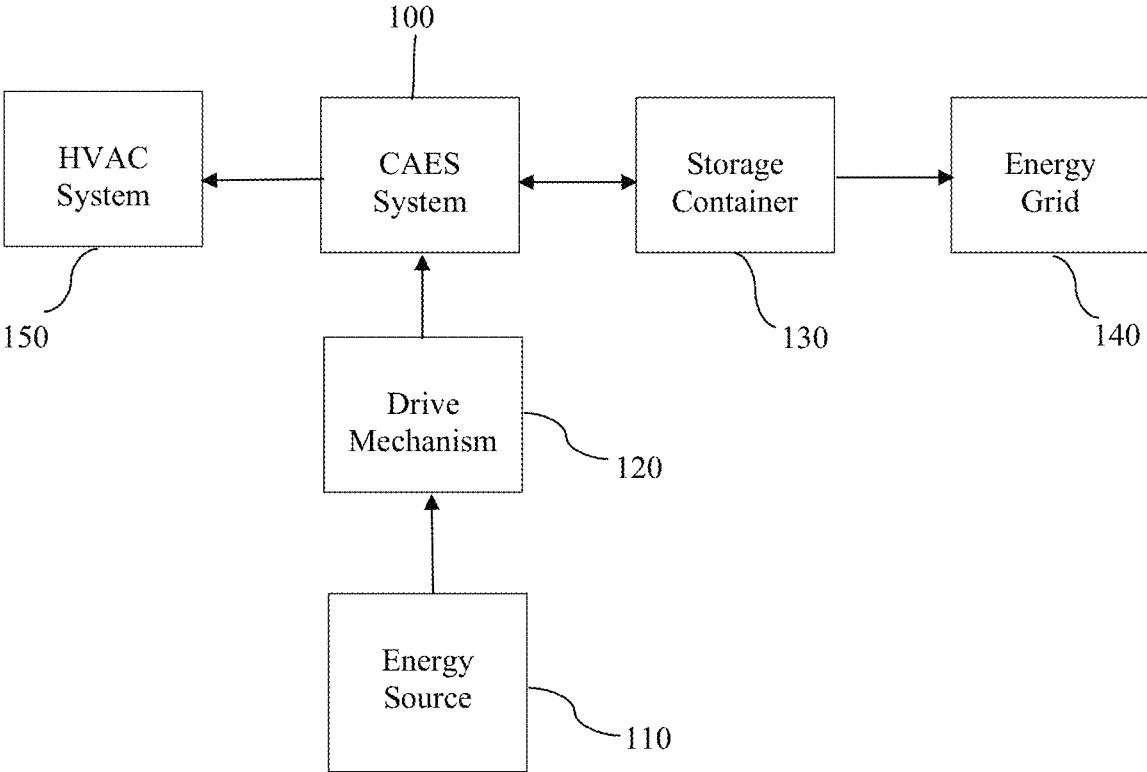 100
HVAC
System
CAES
System
Storage
Container
Energy
Grid
150
130
140
Drive
Mechanism
120
Energy
Source
110